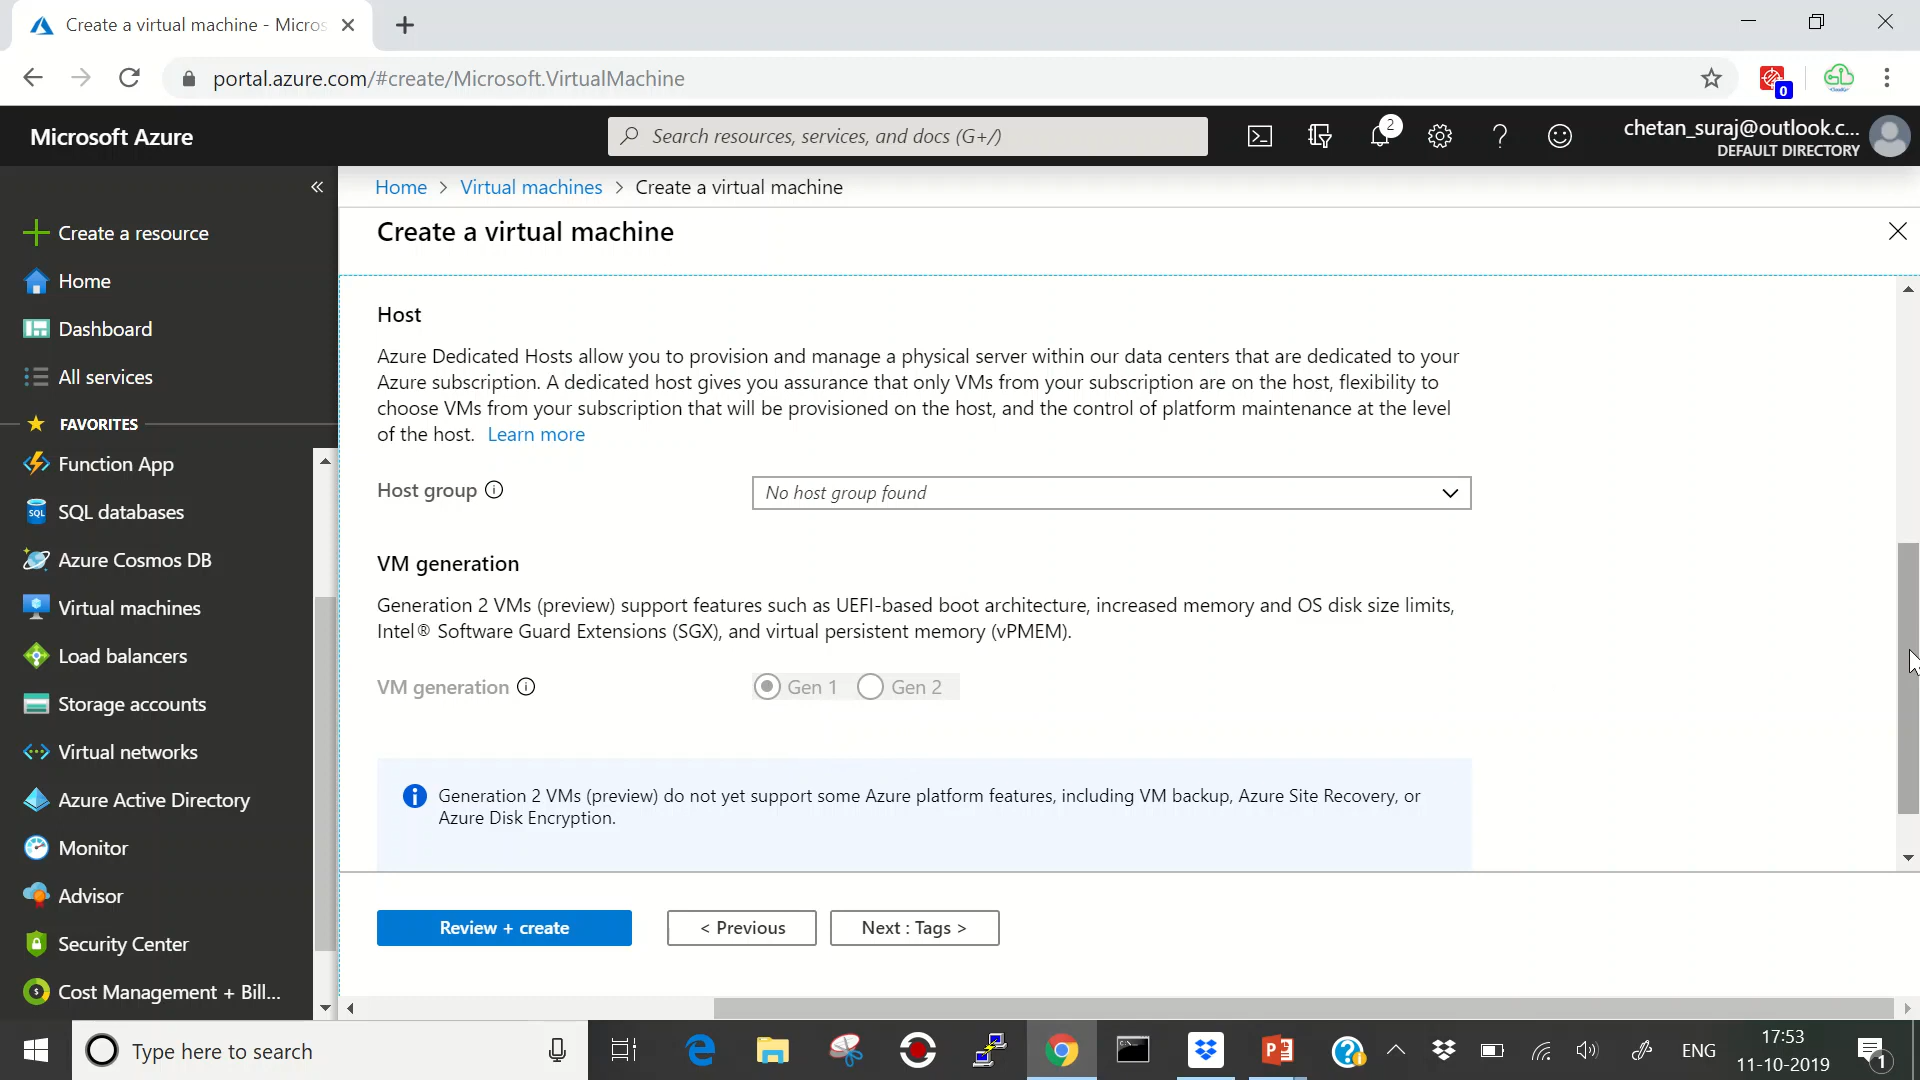 Create a virtual machine - Micros
portal.azure.com/#create/Microsoft.VirtualMachine
0
Microsoft Azure
Search resources, services, and docs (G+/)
2
chetan_suraj@outlook.c...
DEFAULT DIRECTORY
Home > Virtual machines > Create a virtual machine
Create a virtual machine
Create a resource
Home
Dashboard
All services
FAVORITES
Function App
SQL databases
Azure Cosmos DB
Virtual machines
Load balancers
Storage accounts
Virtual networks
Azure Active Directory
Monitor
Advisor
Security Center
Cost Management + Bill...
Host
Azure Dedicated Hosts allow you to provision and manage a physical server within our data centers that are dedicated to your
Azure subscription. A dedicated host gives you assurance that only VMs from your subscription are on the host, flexibility to
choose VMs from your subscription that will be provisioned on the host, and the control of platform maintenance at the level
of the host. Learn more
Host group
No host group found
VM generation
Generation 2 VMs (preview) support features such as UEFI-based boot architecture, increased memory and OS disk size limits,
Intel® Software Guard Extensions (SGX), and virtual persistent memory (vPMEM).
VM generation
Gen 1
Gen 2
Generation 2 VMs (preview) do not yet support some Azure platform features, including VM backup, Azure Site Recovery, or
Azure Disk Encryption.
Review + create
< Previous
Next : Tags >
Type here to search
ENG
17:53
11-10-2019
1